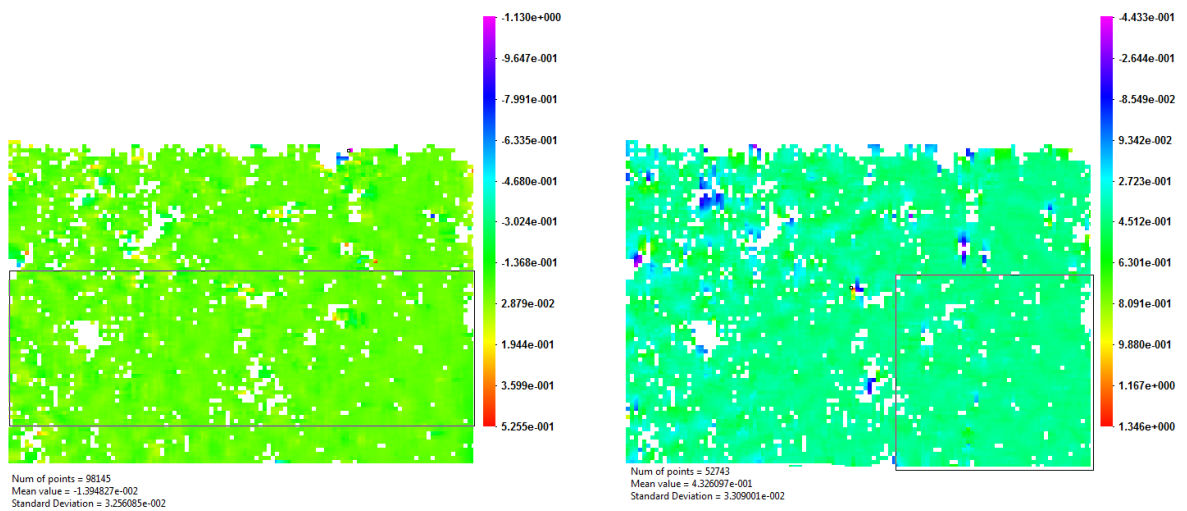 -1.130e+000
-9.647e-001
-7.991e-001
-6.335e-001
-4.680e-001
-3.024e-001
-1.368e-001
2.879e-002
1.944e-001
3.599e-001
5.255e-001
Num of points = 98145
Mean value = -1.394827e-002
Standard Deviation = 3.256085e-002
-4.433e-001
-2.644e-001
-8.549e-002
9.342e-002
2.723e-001
4.512e-001
6.301e-001
8.091e-001
9.880e-001
1.167e+000
1.346e+000
Num of points = 52743
Mean value = 4.326097e-001
Standard Deviation = 3.309001e-002